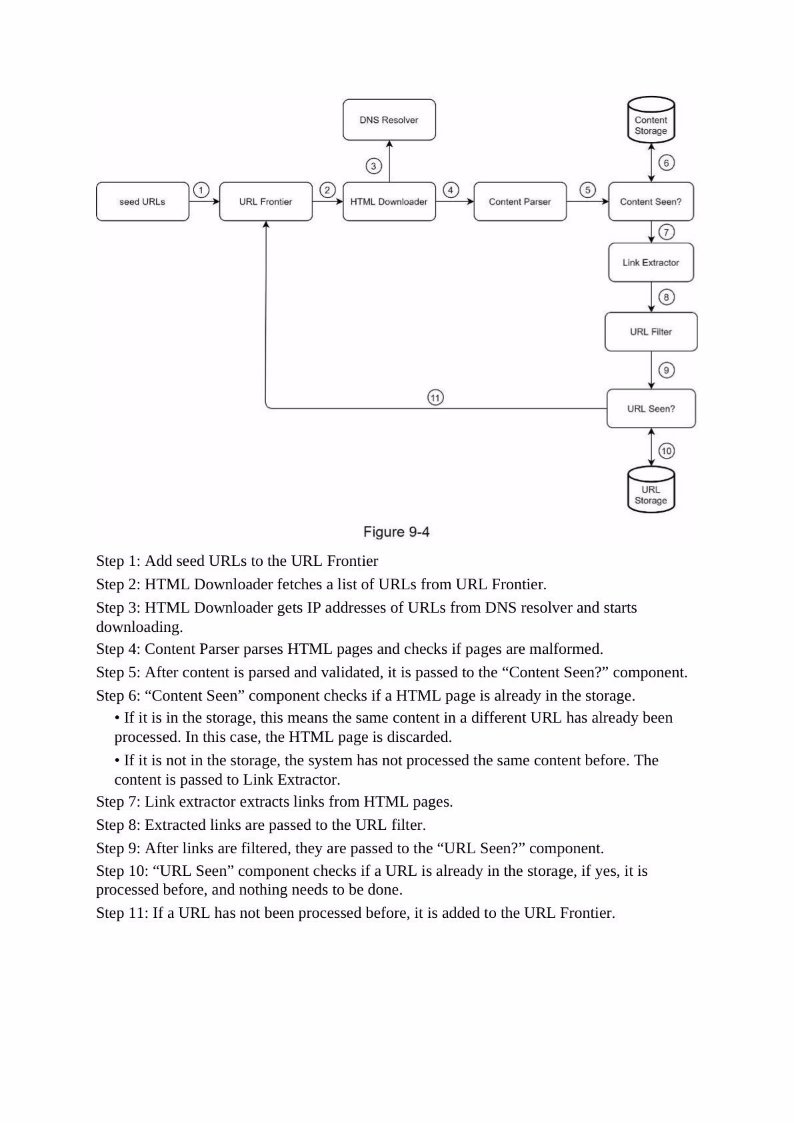 DNS Resolver
Content
Storage
3
6
1
2
4
5
seed URLs
URL Frontier
HTML Downloader
Content Parser
Content Seen?
7
Link Extractor
8
URL Filter
9
11
URL Seen?
10
URL
Storage
Figure 9-4
Step 1: Add seed URLs to the URL Frontier
Step 2: HTML Downloader fetches a list of URLs from URL Frontier.
Step 3: HTML Downloader gets IP addresses of URLs from DNS resolver and starts
downloading.
Step 4: Content Parser parses HTML pages and checks if pages are malformed.
Step 5: After content is parsed and validated, it is passed to the “Content Seen?” component.
Step 6: “Content Seen” component checks if a HTML page is already in the storage.
• If it is in the storage, this means the same content in a different URL has already been
processed. In this case, the HTML page is discarded.
• If it is not in the storage, the system has not processed the same content before. The
content is passed to Link Extractor.
Step 7: Link extractor extracts links from HTML pages.
Step 8: Extracted links are passed to the URL filter.
Step 9: After links are filtered, they are passed to the “URL Seen?” component.
Step 10: “URL Seen” component checks if a URL is already in the storage, if yes, it is
processed before, and nothing needs to be done.
Step 11: If a URL has not been processed before, it is added to the URL Frontier.